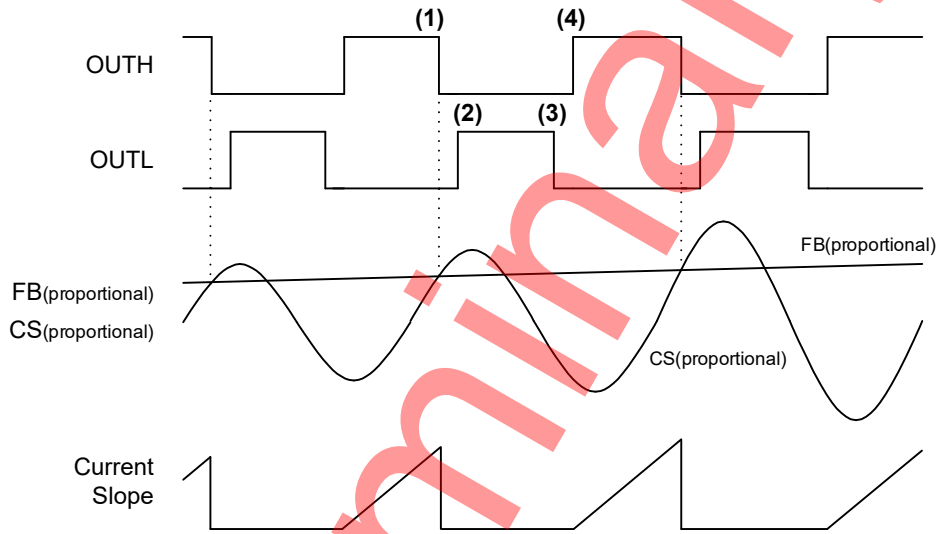 (1) (4)
OUTH
(2) (3)
OUTL
FB(proportional)
FB(proportional)
CS(proportional)
CS(proportional)
Current
Slope